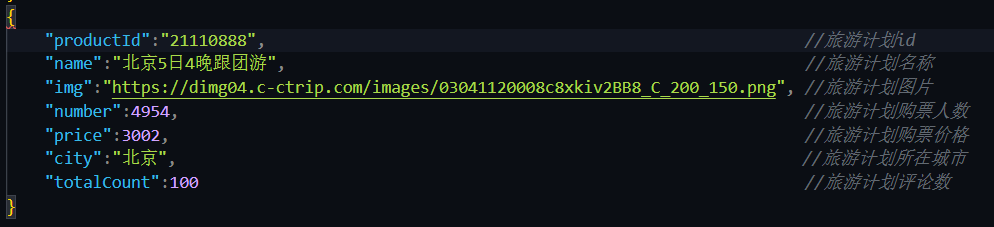 {
"productId":"21110888", //旅游计划id
"name":"北京5日4晚跟团游", //旅游计划名称
"img":"https://dimg04.c-ctrip.com/images/03041120008c8xkiv2BB8_C_200_150.png", //旅游计划图片
"number":4954, //旅游计划购票人数
"price":3002, //旅游计划购票价格
"city":"北京", //旅游计划所在城市
"totalCount":100 //旅游计划评论数
}